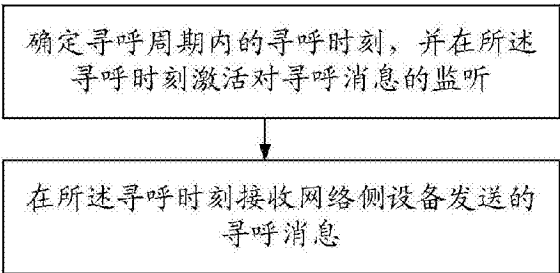 确定寻呼周期内的寻呼时刻，并在所述
寻呼时刻激活对寻呼消息的监听
在所述寻呼时刻接收网络侧设备发送的
寻呼消息